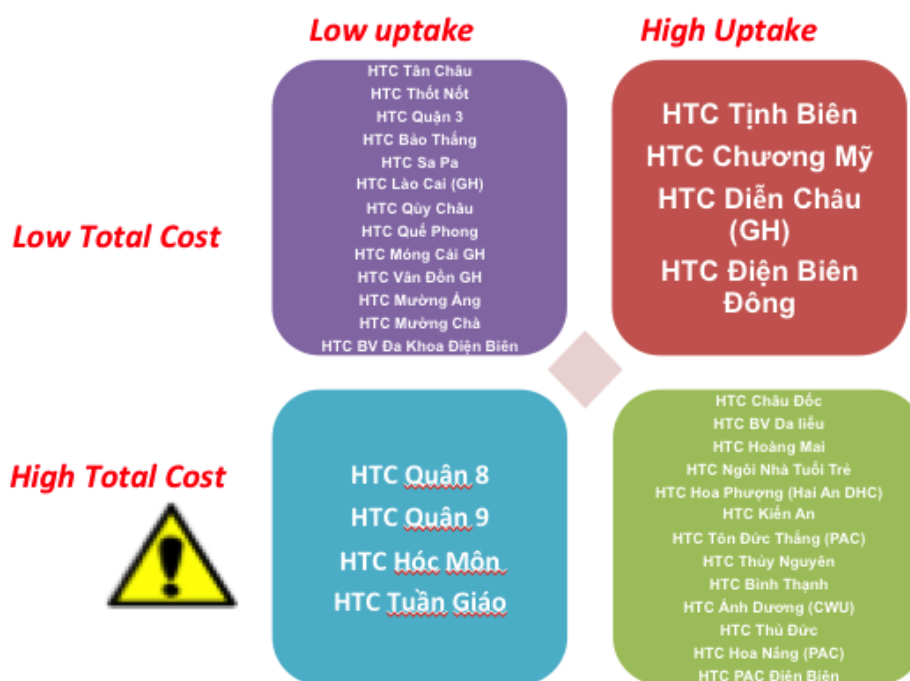 Low uptake
High Uptake
Low Total Cost
HTC Tân Châu
HTC Thốt Nốt
HTC Quận 3
HTC Bảo Thắng
HTC Sa Pa
HTC Lào Cai (GH)
HTC Qùy Châu
HTC Quế Phong
HTC Móng Cái GH
HTC Vân Đồn GH
HTC Mường Ảng
HTC Mường Chà
HTC BV Đa Khoa Điện Biên
HTC Tịnh Biên
HTC Chương Mỹ
HTC Diễn Châu
(GH)
HTC Điện Biên
Đông
High Total Cost
HTC Quận 8
HTC Quận 9
HTC Hóc Môn
HTC Tuần Giáo
HTC Châu Đốc
HTC BV Da liễu
HTC Hoàng Mai
HTC Ngôi Nhà Tuổi Trẻ
HTC Hoa Phượng (Hai An DHC)
HTC Kiến An
HTC Tôn Đức Thắng (PAC)
HTC Thủy Nguyên
HTC Bình Thạnh
HTC Ánh Dương (CWU)
HTC Thủ Đức
HTC Hoa Nắng (PAC)
HTC PAC Điện Biên